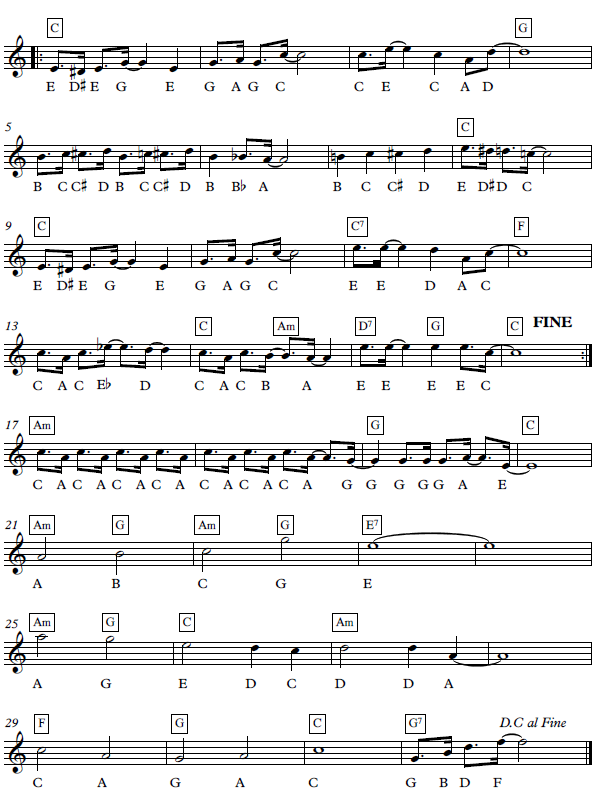 C G
E D♯ E G E G A G C C E C A D
5 C
B C C♯ D B C C♯ D B B♭ A B C C♯ D E D♯ D C
9 C C7 F
E D♯ E G E G A G C E E D A C
13 C Am D7 G C FINE
C A C E♭ D C A C B A E E E E C
17 Am G C
C A C A C A C A C A C A C A G G G G A E
21 Am G Am G E7
A B C G E
25 Am G C Am
A G E D C D D A
29 F G C G7 D.C al Fine
C A G A C G B D F